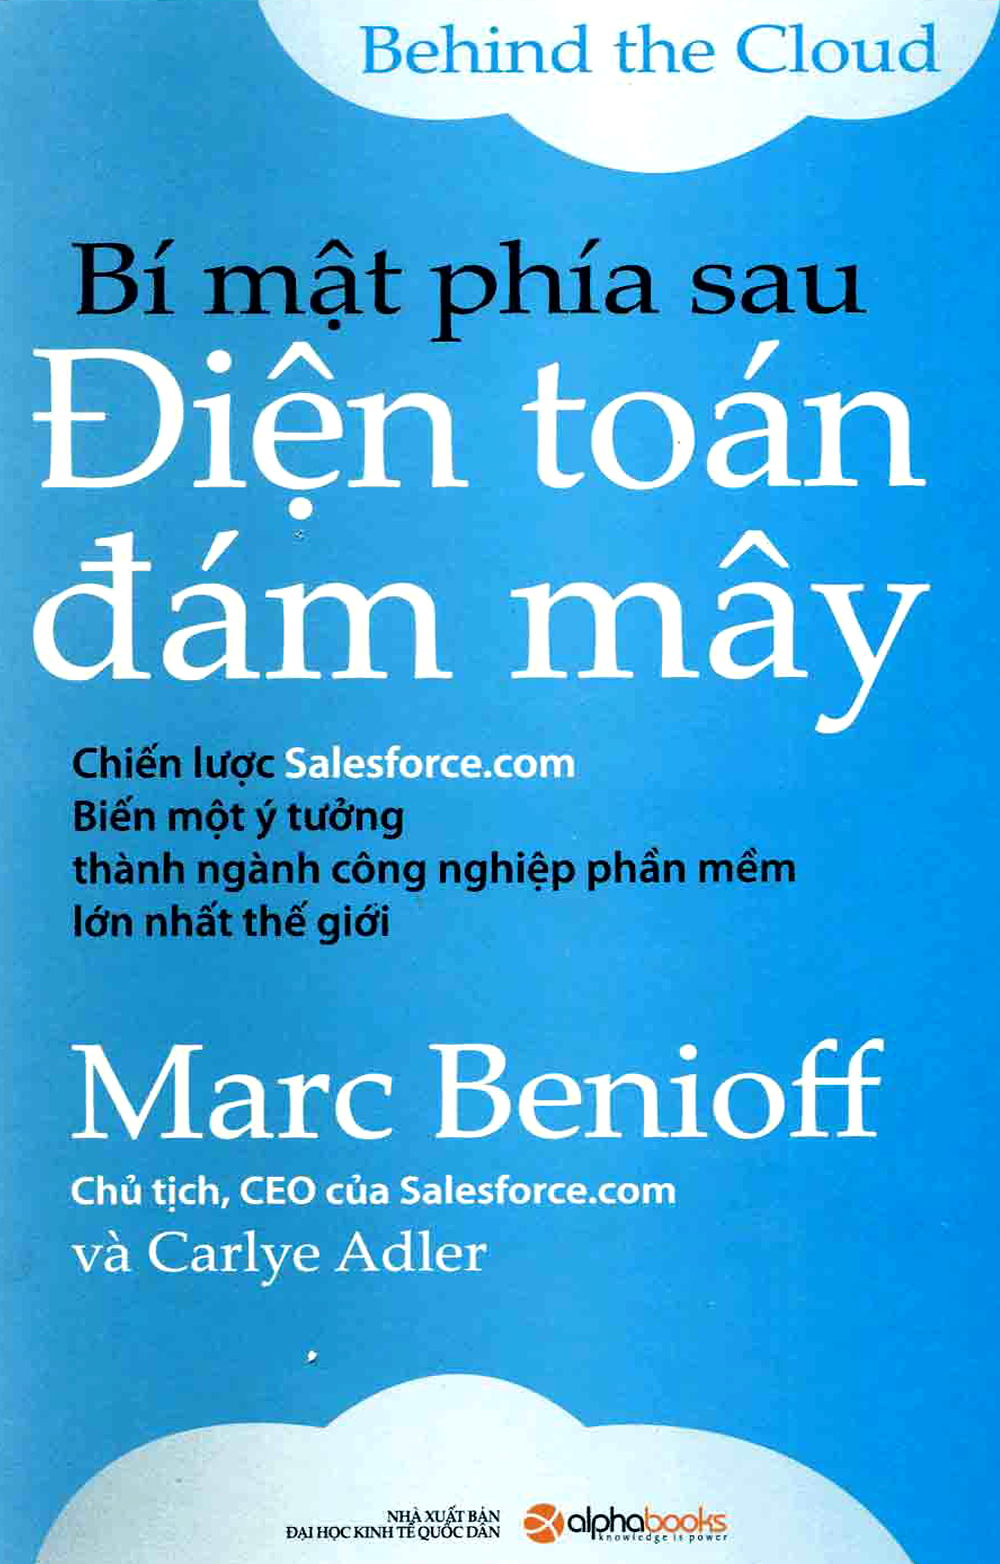 Behind the Cloud
Bí mật phía sau
Điện toán
đám mây
Chiến lược Salesforce.com
Biến một ý tưởng
thành ngành công nghiệp phần mềm
lớn nhất thế giới
Marc Benioff
Chủ tịch, CEO của Salesforce.com
và Carlye Adler
NHÀ XUẤT BẢN
ĐẠI HỌC KINH TẾ QUỐC DÂN
alphabooks
knowledge is power